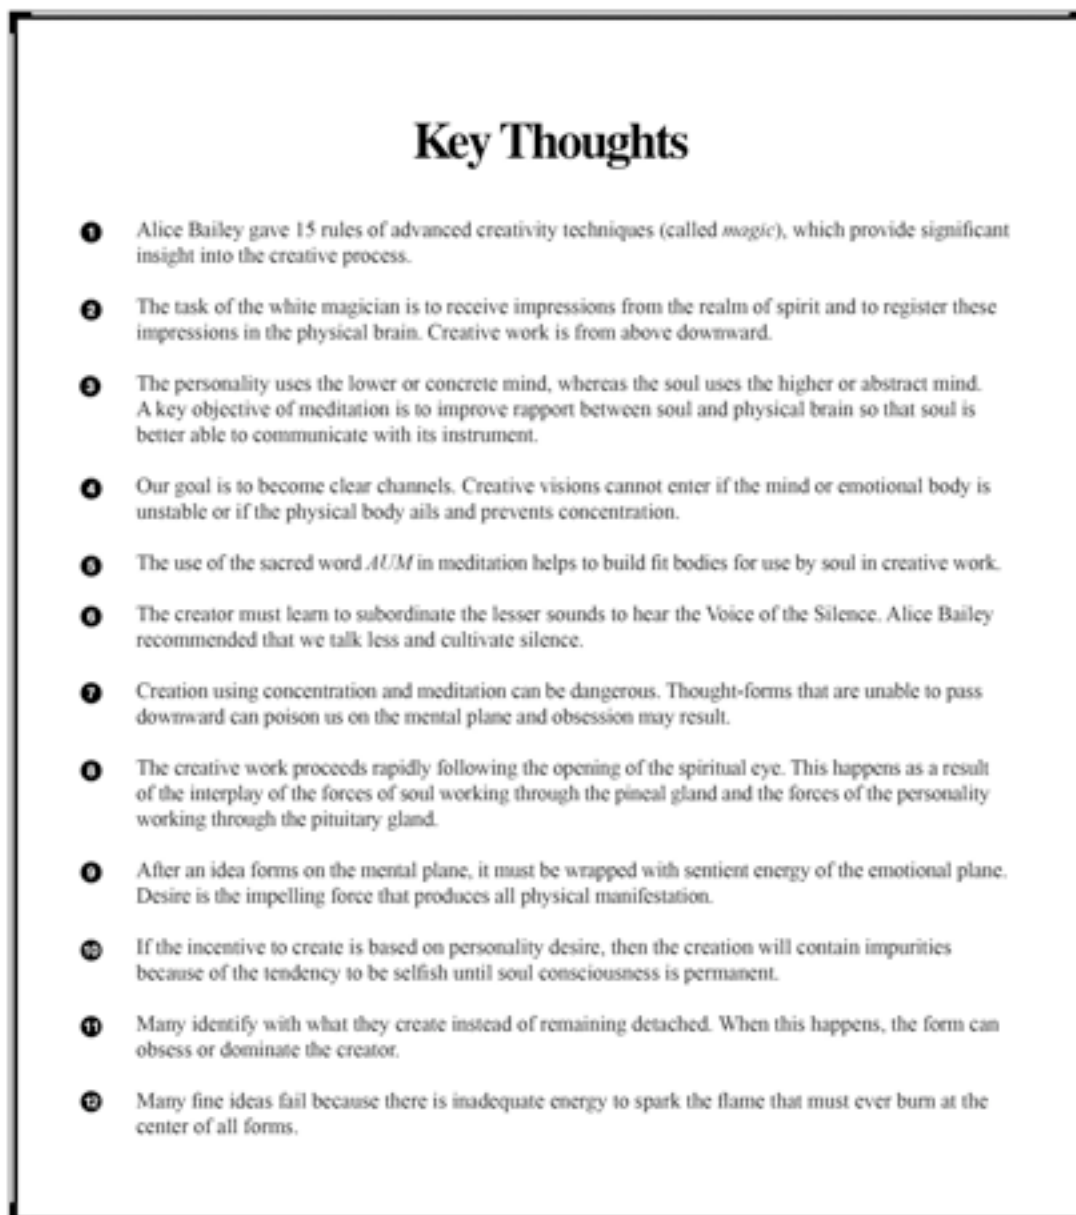 Key Thoughts
1 Alice Bailey gave 15 rules of advanced creativity techniques (called magic), which provide significant
insight into the creative process.
2 The task of the white magician is to receive impressions from the realm of spirit and to register these
impressions in the physical brain. Creative work is from above downward.
3 The personality uses the lower or concrete mind, whereas the soul uses the higher or abstract mind.
A key objective of meditation is to improve rapport between soul and physical brain so that soul is
better able to communicate with its instrument.
4 Our goal is to become clear channels. Creative visions cannot enter if the mind or emotional body is
unstable or if the physical body ails and prevents concentration.
5 The use of the sacred word AUM in meditation helps to build fit bodies for use by soul in creative work.
6 The creator must learn to subordinate the lesser sounds to hear the Voice of the Silence. Alice Bailey
recommended that we talk less and cultivate silence.
7 Creation using concentration and meditation can be dangerous. Thought-forms that are unable to pass
downward can poison us on the mental plane and obsession may result.
8 The creative work proceeds rapidly following the opening of the spiritual eye. This happens as a result
of the interplay of the forces of soul working through the pineal gland and the forces of the personality
working through the pituitary gland.
9 After an idea forms on the mental plane, it must be wrapped with sentient energy of the emotional plane.
Desire is the impelling force that produces all physical manifestation.
10 If the incentive to create is based on personality desire, then the creation will contain impurities
because of the tendency to be selfish until soul consciousness is permanent.
11 Many identify with what they create instead of remaining detached. When this happens, the form can
obsess or dominate the creator.
12 Many fine ideas fail because there is inadequate energy to spark the flame that must ever burn at the
center of all forms.